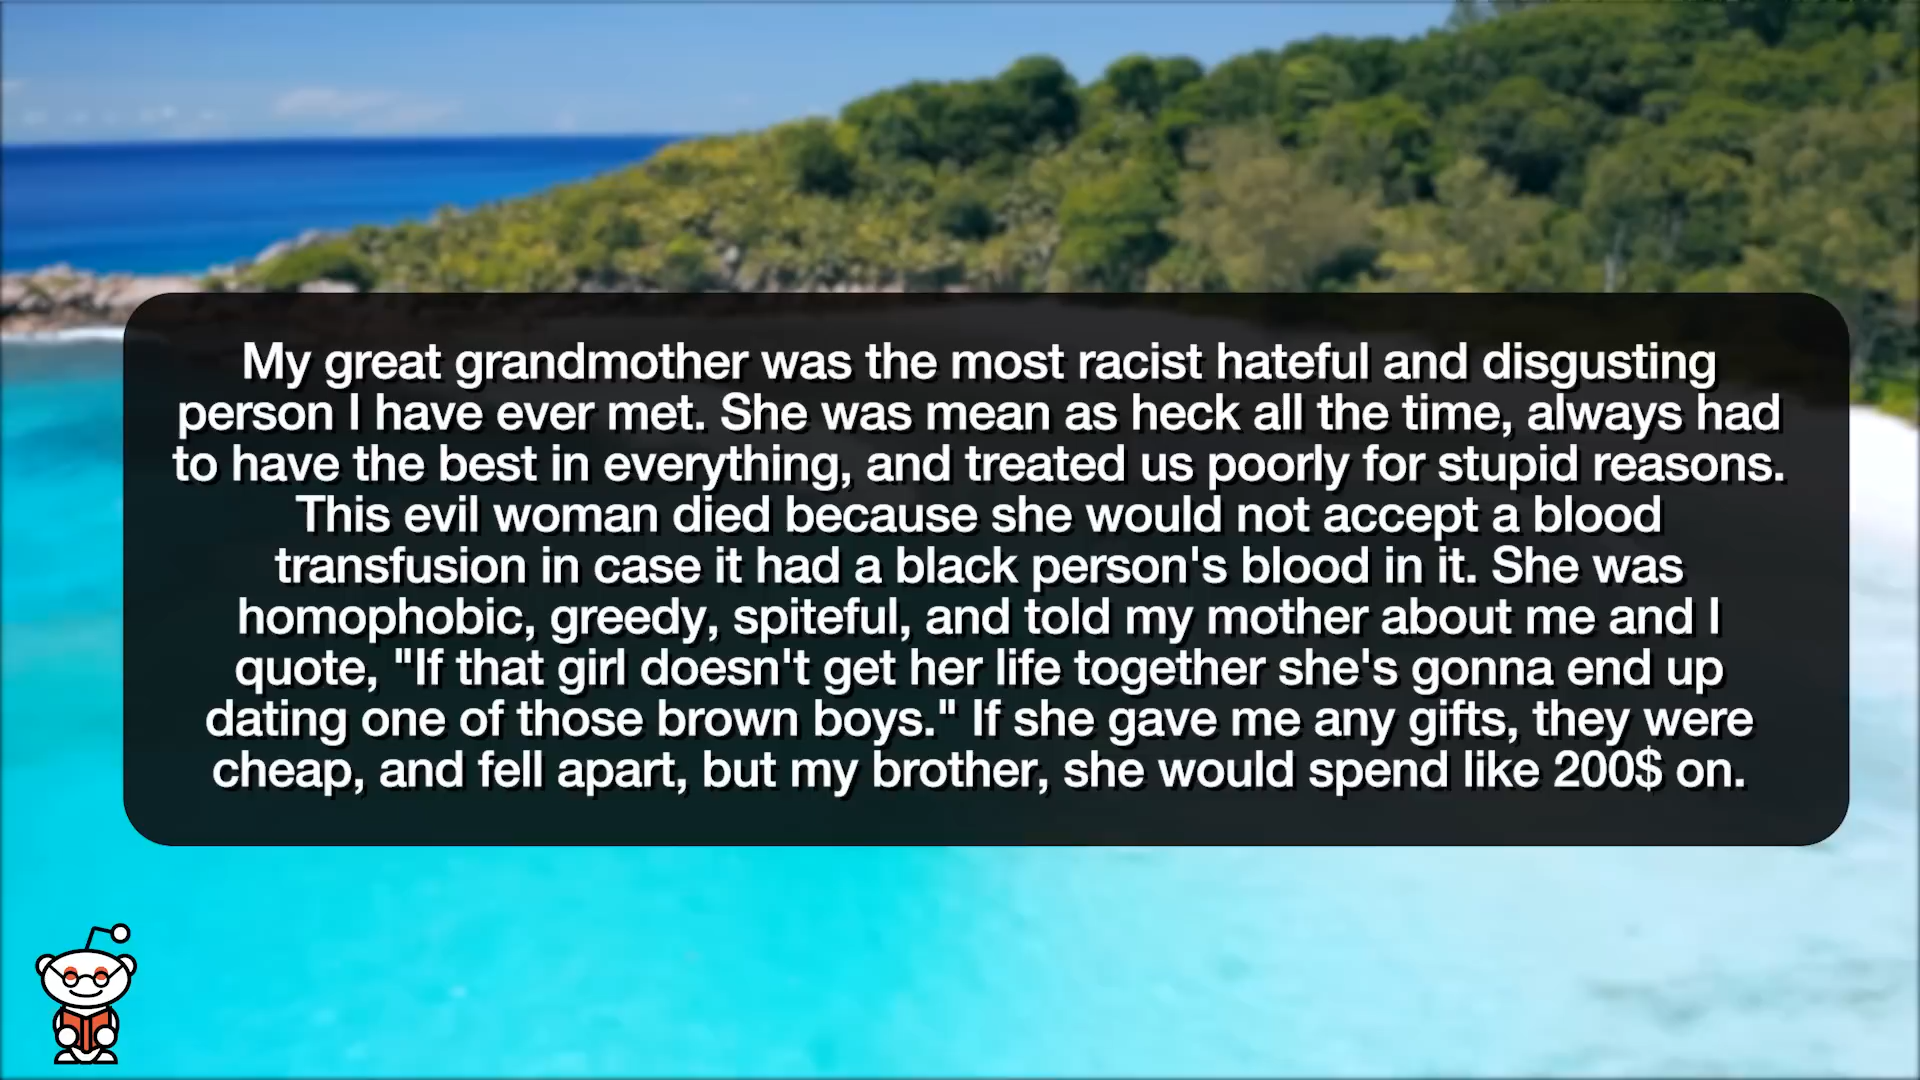 My great grandmother was the most racist hateful and disgusting
person I have ever met. She was mean as heck all the time, always had
to have the best in everything, and treated us poorly for stupid reasons.
This evil woman died because she would not accept a blood
transfusion in case it had a black person's blood in it. She was
homophobic, greedy, spiteful, and told my mother about me and I
quote, "If that girl doesn't get her life together she's gonna end up
dating one of those brown boys." If she gave me any gifts, they were
cheap, and fell apart, but my brother, she would spend like 200$ on.